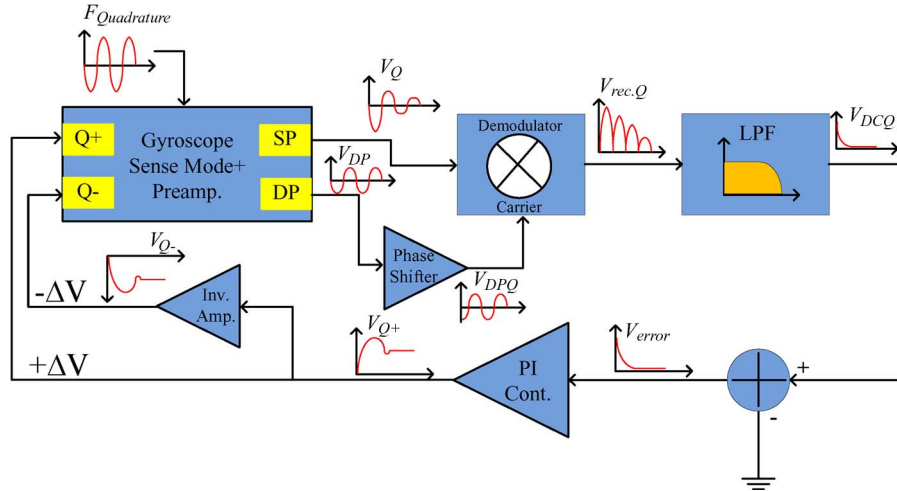 F_Quadrature
V_Q
V_rec.Q
V_DCQ
Q+
Q-
Gyroscope
Sense Mode+
Preamp.
SP
DP
V_DP
Demodulator
Carrier
LPF
Phase
Shifter
V_DPQ
V_Q-
-ΔV
Inv.
Amp.
V_Q+
+ΔV
PI
Cont.
V_error
+
-